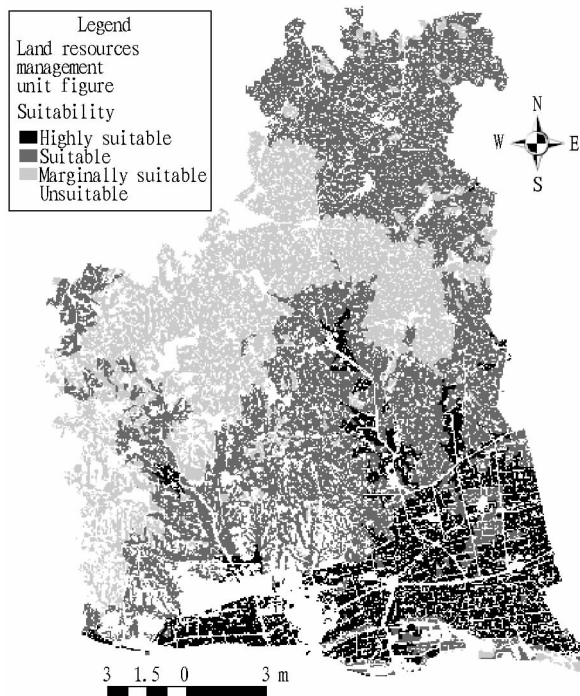 Legend
Land resources
management
unit figure
Suitability
Highly suitable
Suitable
Marginally suitable
Unsuitable
N
W E
S
3 1.5 0 3 m